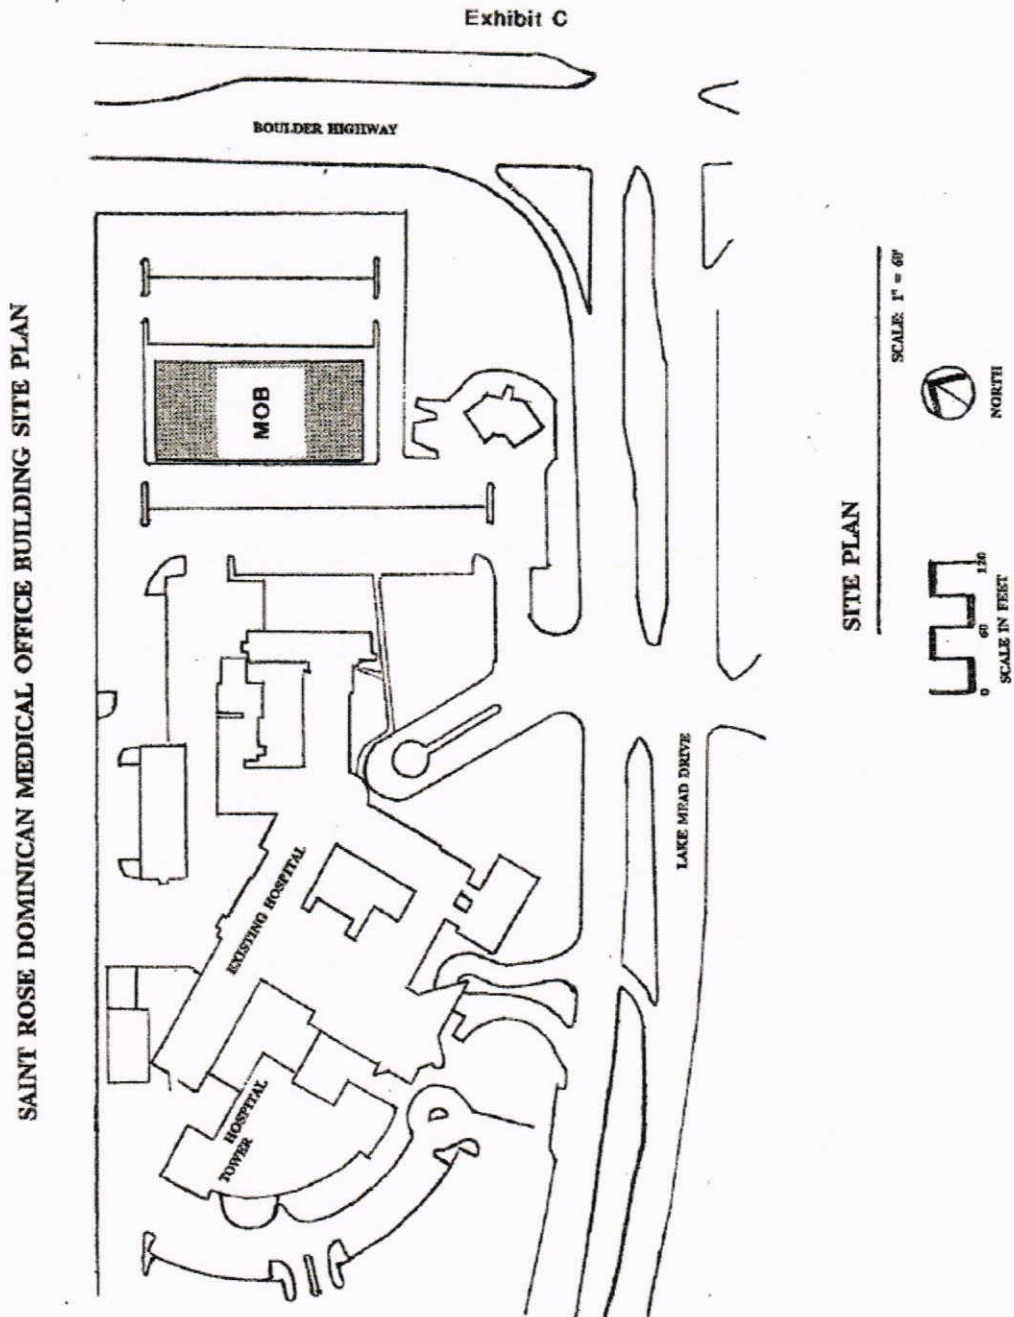 Exhibit C
SAINT ROSE DOMINICAN MEDICAL OFFICE BUILDING SITE PLAN
BOULDER HIGHWAY
MOB
EXISTING HOSPITAL
HOSPITAL
TOWER
LAKE MEAD DRIVE
SITE PLAN
SCALE: 1" = 60'
NORTH
0 60 120
SCALE IN FEET